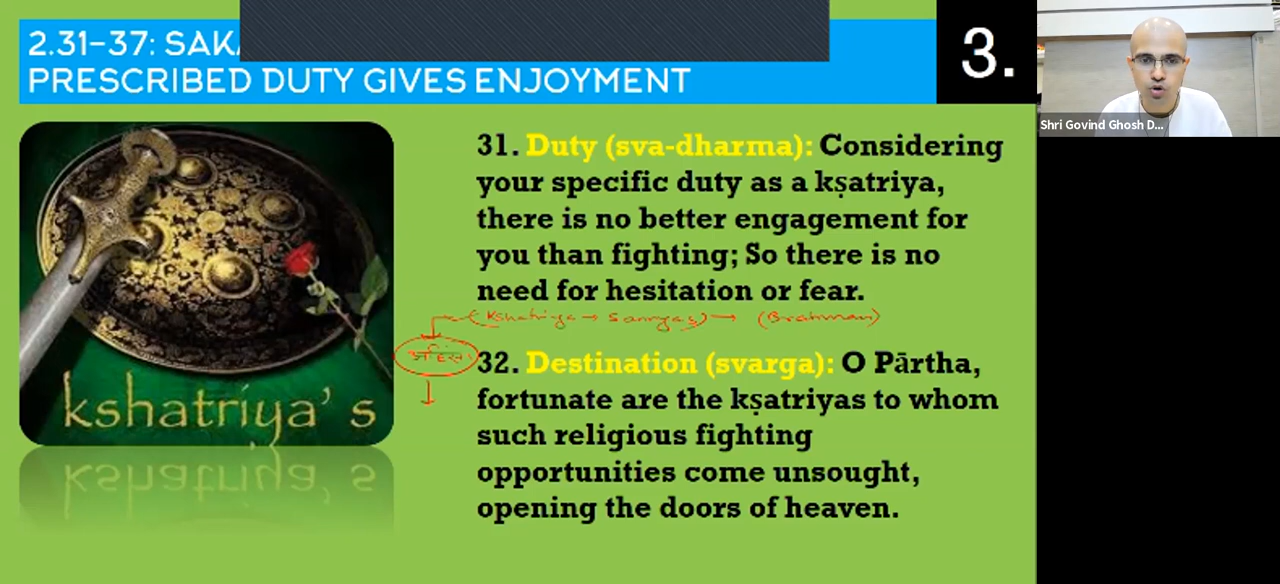 2.31-37: SAKA
PRESCRIBED DUTY GIVES ENJOYMENT
3.
Shri Govind Ghosh D...
31. Duty (sva-dharma): Considering
your specific duty as a kṣatriya,
there is no better engagement for
you than fighting; So there is no
need for hesitation or fear.
(Kshatriya → Sannyas) → (Brahman)
32. Destination (svarga): O Pārtha,
fortunate are the kṣatriyas to whom
such religious fighting
opportunities come unsought,
opening the doors of heaven.
kshatriya's